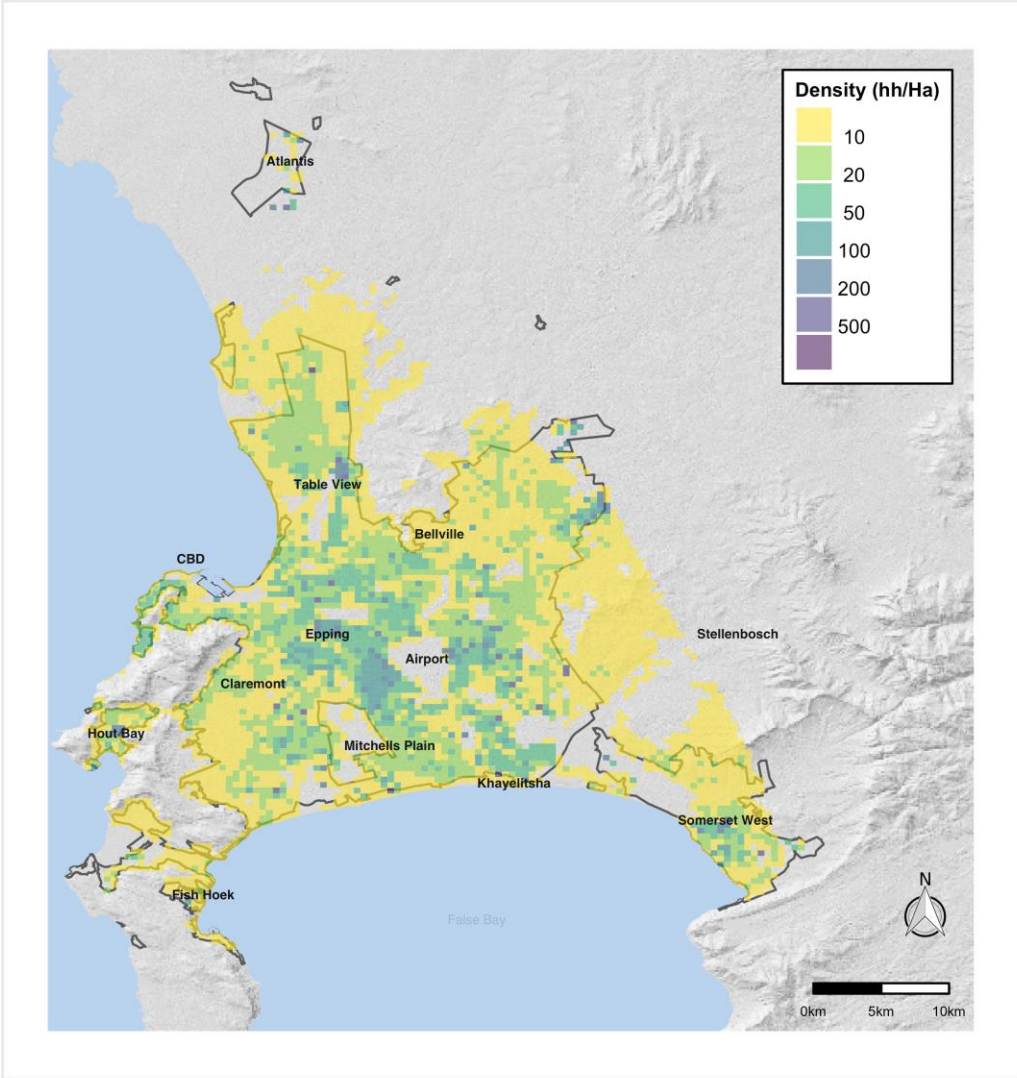 Density (hh/Ha)
10
20
50
100
200
500
Atlantis
Table View
Bellville
CBD
Epping
Stellenbosch
Airport
Claremont
Hout Bay
Mitchells Plain
Khayelitsha
Somerset West
Fish Hoek
False Bay
N
0km 5km 10km